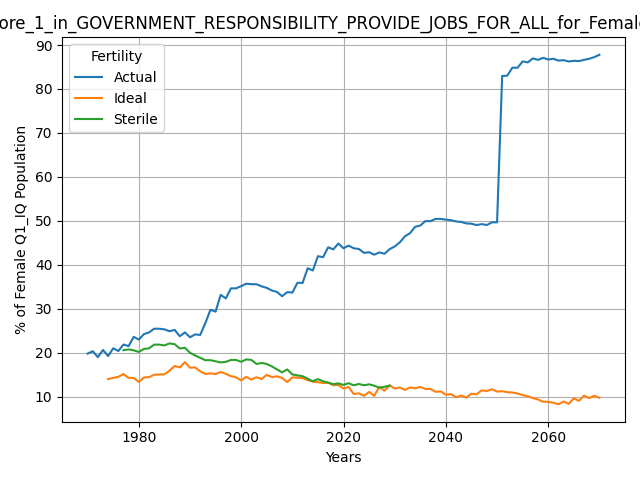 ore_1_in_GOVERNMENT_RESPONSIBILITY_PROVIDE_JOBS_FOR_ALL_for_Female
Fertility
Actual
Ideal
Sterile
% of Female Q1_IQ Population
90
80
70
60
50
40
30
20
10
1980 2000 2020 2040 2060
Years